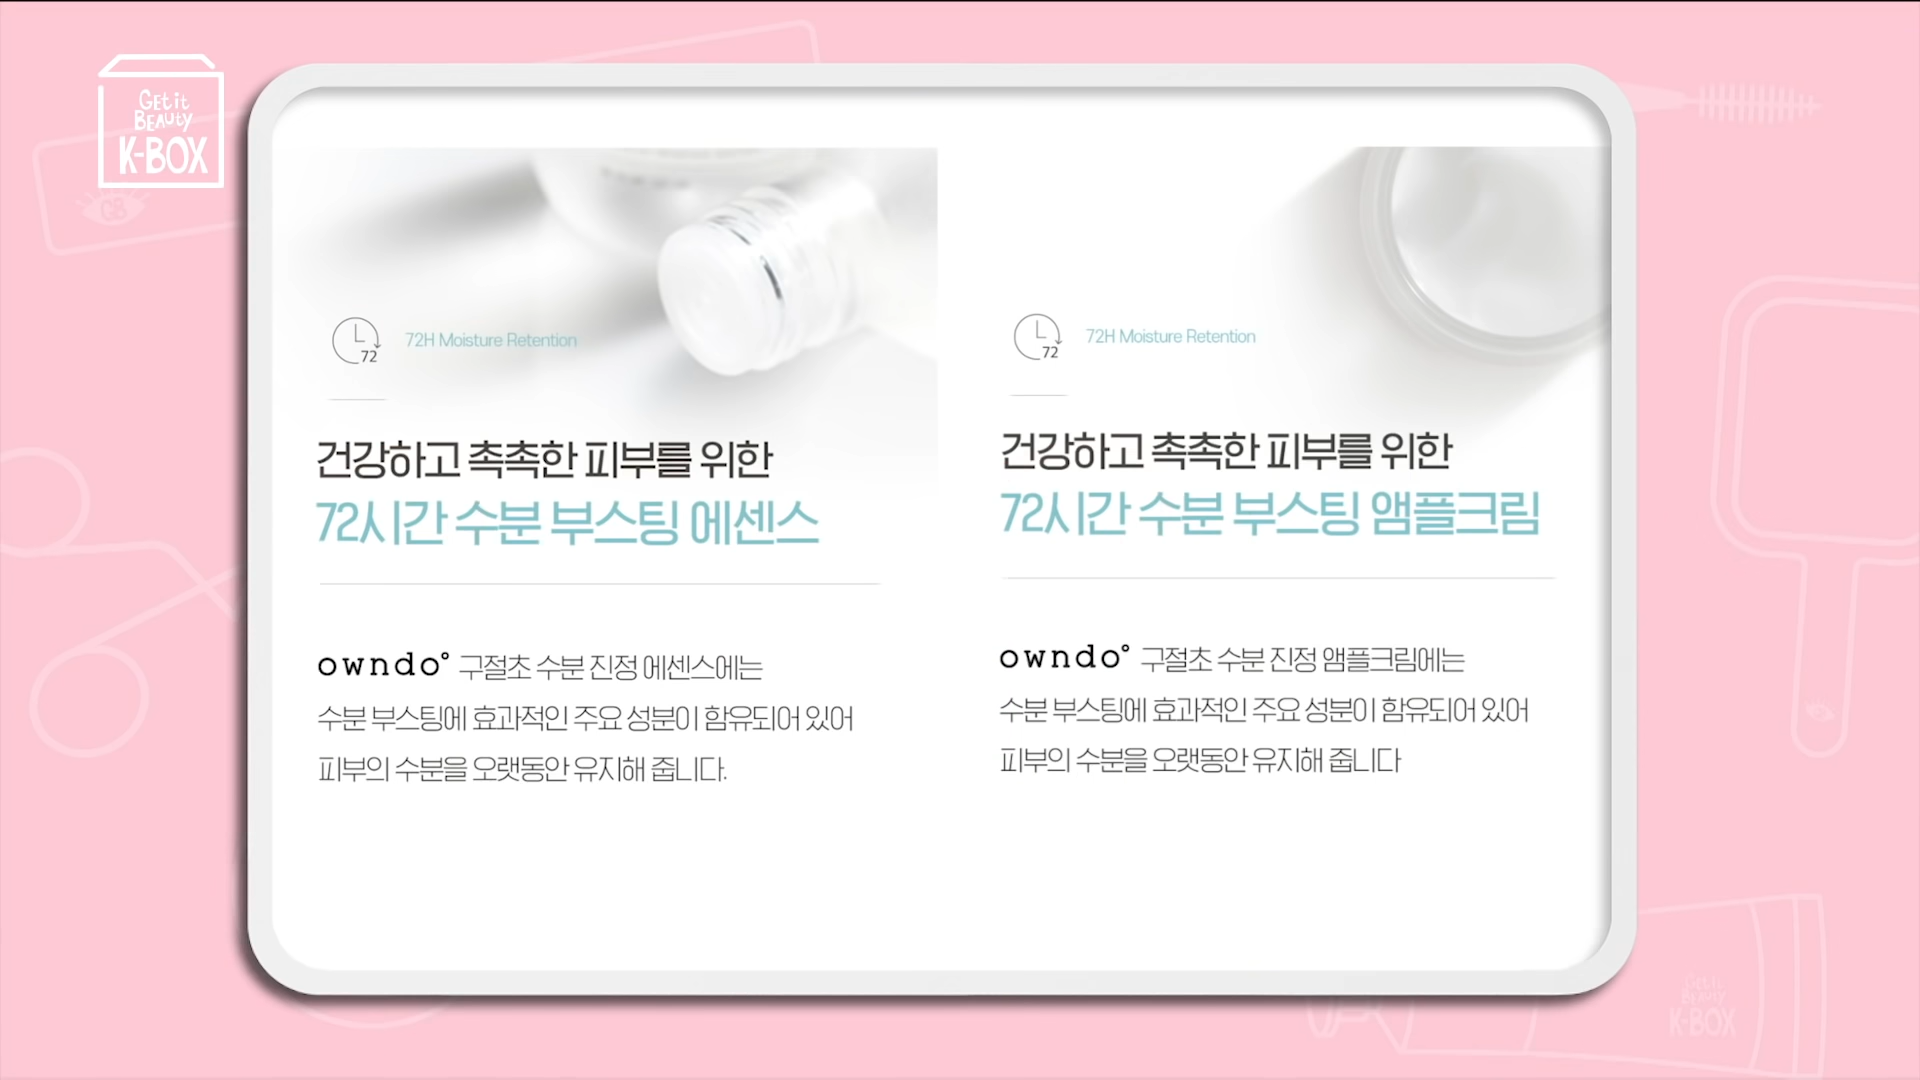 Get it
BEAUTY
K-BOX
72
72H Moisture Retention
건강하고 촉촉한 피부를 위한
72시간 수분 부스팅 에센스
owndo° 구절초 수분 진정 에센스에는
수분 부스팅에 효과적인 주요 성분이 함유되어 있어
피부의 수분을 오랫동안 유지해 줍니다.
72
72H Moisture Retention
건강하고 촉촉한 피부를 위한
72시간 수분 부스팅 앰플크림
owndo° 구절초 수분 진정 앰플크림에는
수분 부스팅에 효과적인 주요 성분이 함유되어 있어
피부의 수분을 오랫동안 유지해 줍니다
GB
Get it
BEAUTY
K-BOX